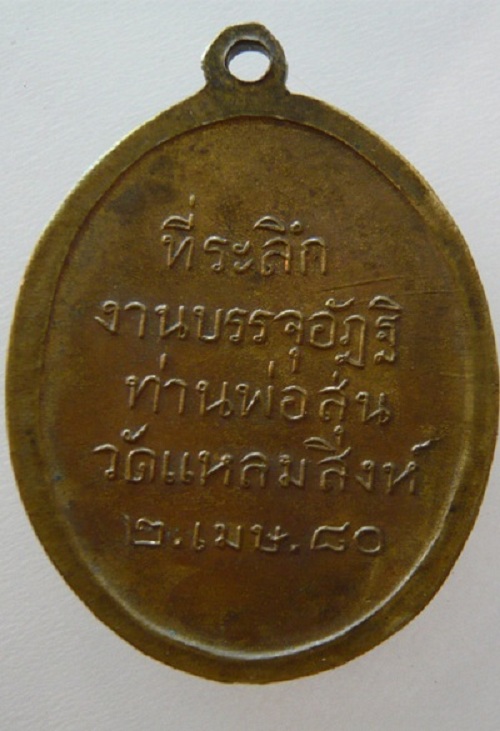 ที่ระลึก
งานบรรจุอัฏฐิ
ท่านพ่อสุ่น
วัดแหลมสิงห์
๒.เมษ.๘๐